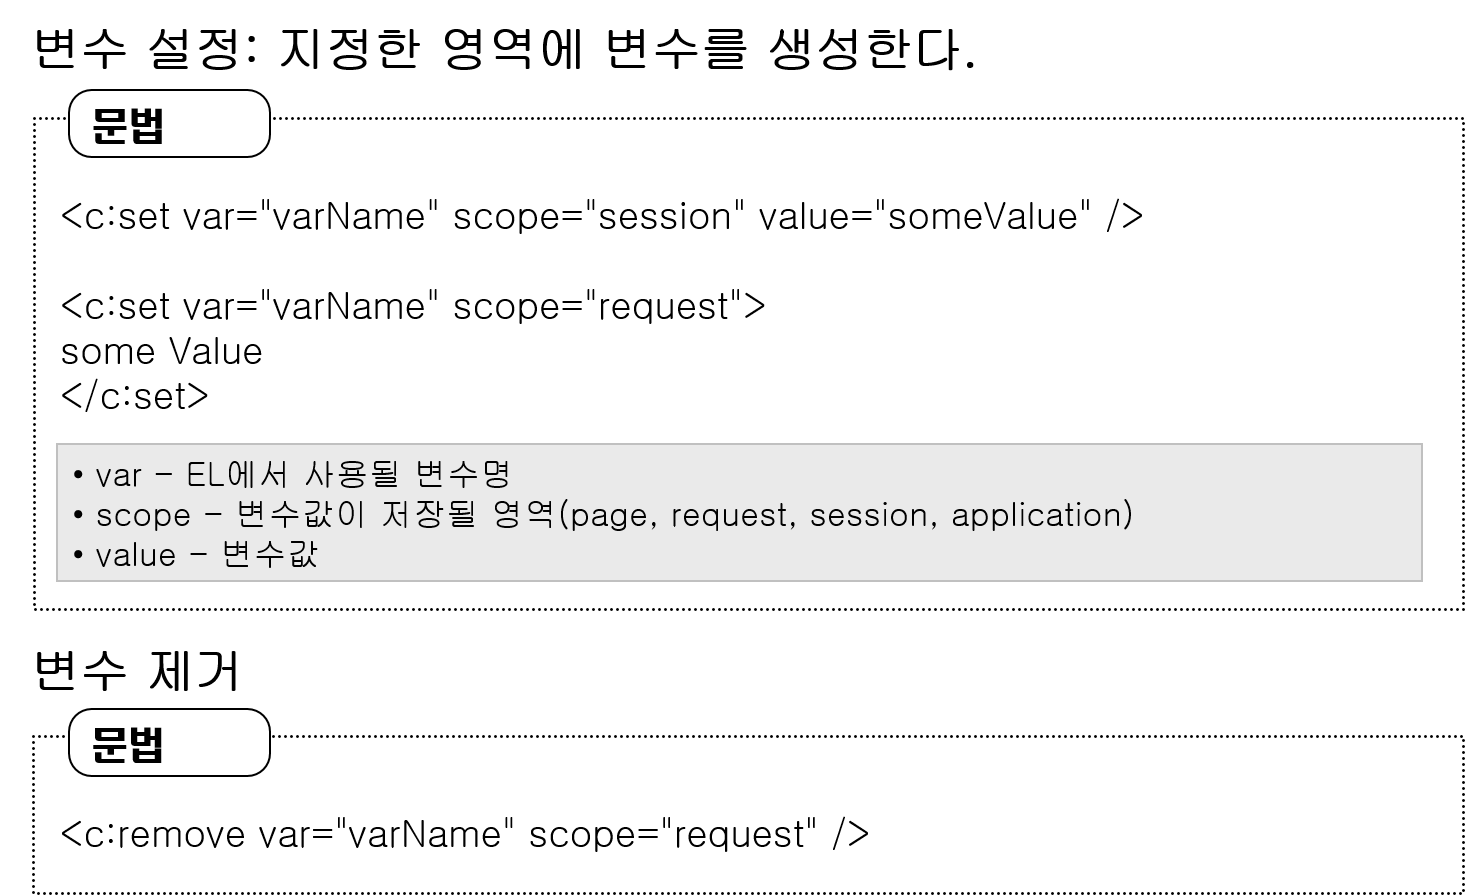 변수 설정: 지정한 영역에 변수를 생성한다.
문법
<c:set var="varName" scope="session" value="someValue" />
<c:set var="varName" scope="request">
some Value
</c:set>
• var - EL에서 사용될 변수명
• scope - 변수값이 저장될 영역(page, request, session, application)
• value - 변수값
변수 제거
문법
<c:remove var="varName" scope="request" />